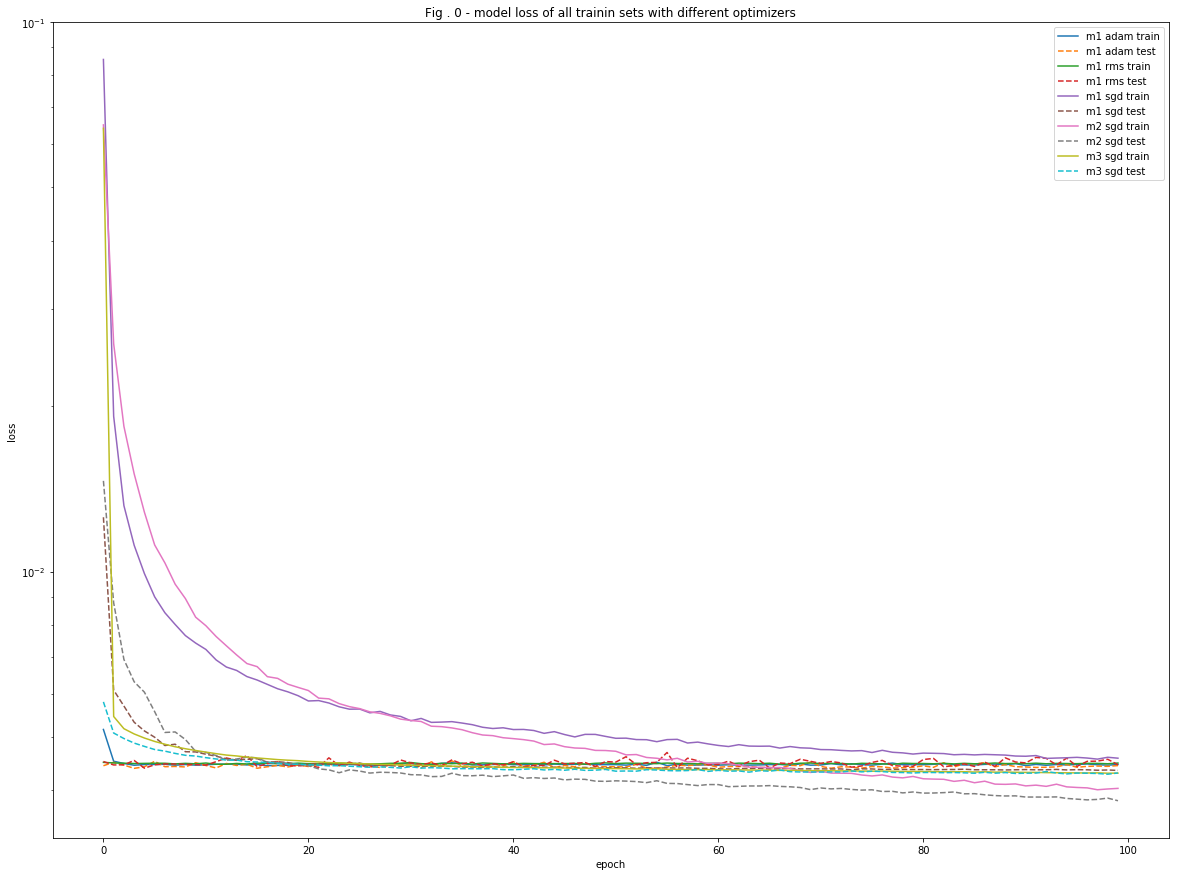 Fig . 0 - model loss of all trainin sets with different optimizers
10⁻¹
10⁻²
loss
m1 adam train
m1 adam test
m1 rms train
m1 rms test
m1 sgd train
m1 sgd test
m2 sgd train
m2 sgd test
m3 sgd train
m3 sgd test
0
20
40
60
80
100
epoch